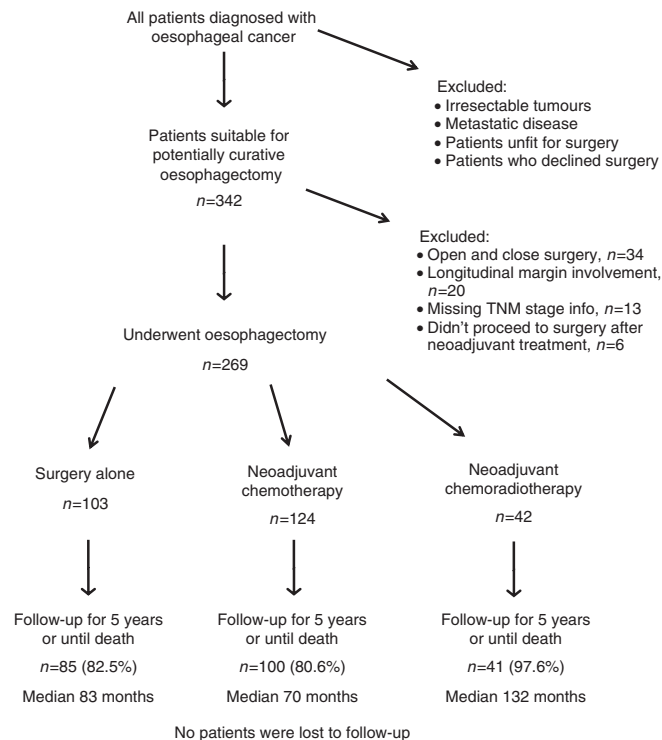 All patients diagnosed with
oesophageal cancer
Excluded:
• Irresectable tumours
• Metastatic disease
• Patients unfit for surgery
• Patients who declined surgery
Patients suitable for
potentially curative
oesophagectomy
n=342
Excluded:
• Open and close surgery, n=34
• Longitudinal margin involvement,
n=20
• Missing TNM stage info, n=13
• Didn't proceed to surgery after
neoadjuvant treatment, n=6
Underwent oesophagectomy
n=269
Surgery alone
n=103
Neoadjuvant
chemotherapy
n=124
Neoadjuvant
chemoradiotherapy
n=42
Follow-up for 5 years
or until death
n=85 (82.5%)
Median 83 months
Follow-up for 5 years
or until death
n=100 (80.6%)
Median 70 months
Follow-up for 5 years
or until death
n=41 (97.6%)
Median 132 months
No patients were lost to follow-up